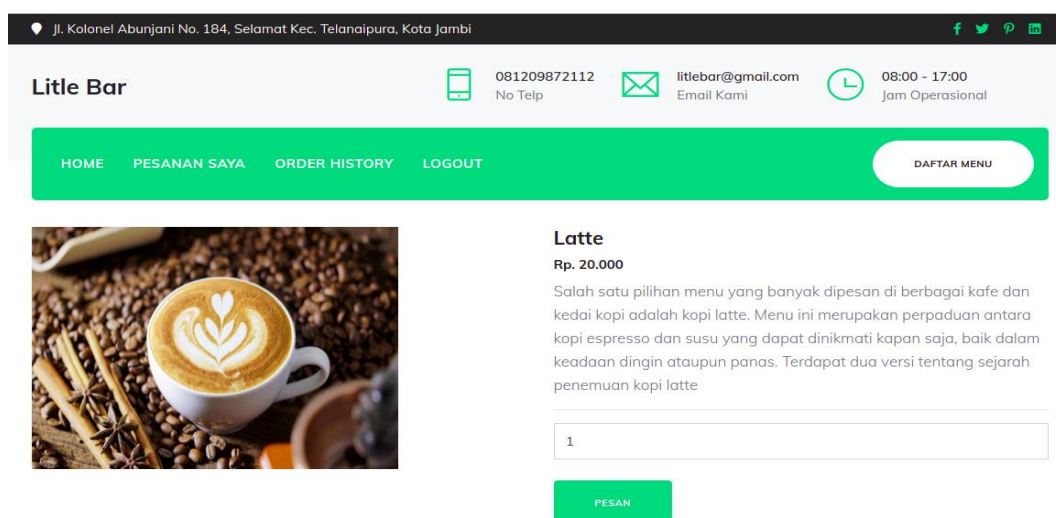 Jl. Kolonel Abunjani No. 184, Selamat Kec. Telanaipura, Kota Jambi
Litle Bar
081209872112
No Telp
litlebar@gmail.com
Email Kami
08:00 - 17:00
Jam Operasional
HOME PESANAN SAYA ORDER HISTORY LOGOUT DAFTAR MENU
Latte
Rp. 20.000
Salah satu pilihan menu yang banyak dipesan di berbagai kafe dan
kedai kopi adalah kopi latte. Menu ini merupakan perpaduan antara
kopi espresso dan susu yang dapat dinikmati kapan saja, baik dalam
keadaan dingin ataupun panas. Terdapat dua versi tentang sejarah
penemuan kopi latte
1
PESAN